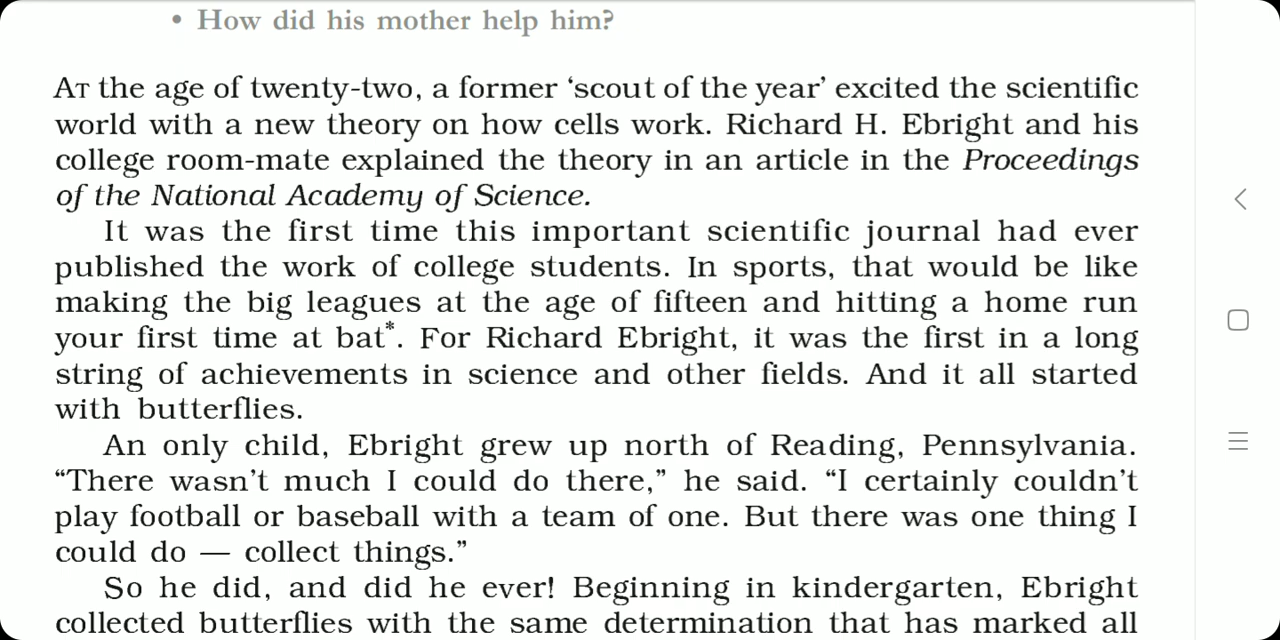 • How did his mother help him?
AT the age of twenty-two, a former ‘scout of the year’ excited the scientific
world with a new theory on how cells work. Richard H. Ebright and his
college room-mate explained the theory in an article in the Proceedings
of the National Academy of Science.
It was the first time this important scientific journal had ever
published the work of college students. In sports, that would be like
making the big leagues at the age of fifteen and hitting a home run
your first time at bat*. For Richard Ebright, it was the first in a long
string of achievements in science and other fields. And it all started
with butterflies.
An only child, Ebright grew up north of Reading, Pennsylvania.
“There wasn’t much I could do there,” he said. “I certainly couldn’t
play football or baseball with a team of one. But there was one thing I
could do — collect things.”
So he did, and did he ever! Beginning in kindergarten, Ebright
collected butterflies with the same determination that has marked all